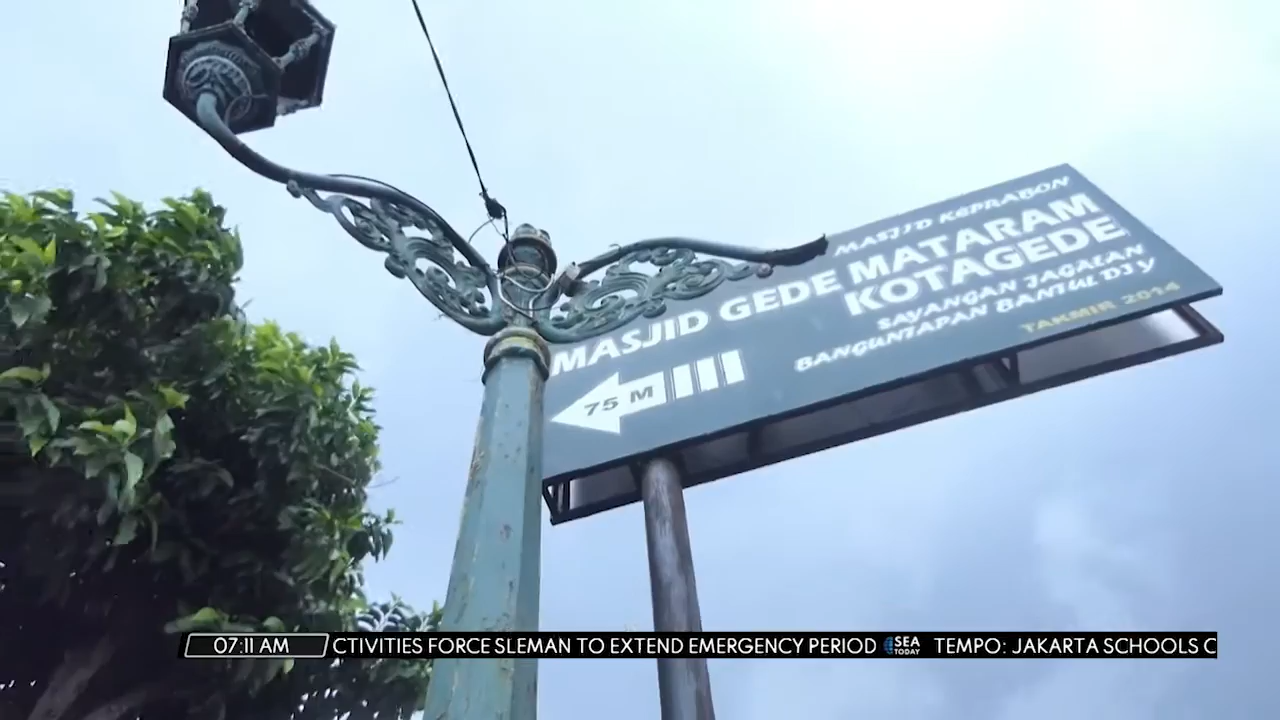 MASJID KEPRABON
MASJID GEDE MATARAM
KOTAGEDE
SAYANGAN JAGALAN
BANGUNTAPAN BANTUL DIY
TAKMIR 2014
75 M
07:11 AM
CTIVITIES FORCE SLEMAN TO EXTEND EMERGENCY PERIOD SEA TODAY TEMPO: JAKARTA SCHOOLS C